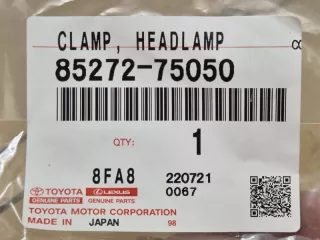 CLAMP, HEADLAMP
85272-75050
QTY: 1
8FA8 220721
0067
TOYOTA LEXUS
GENUINE PARTS GENUINE PARTS
TOYOTA MOTOR CORPORATION
MADE IN JAPAN 98